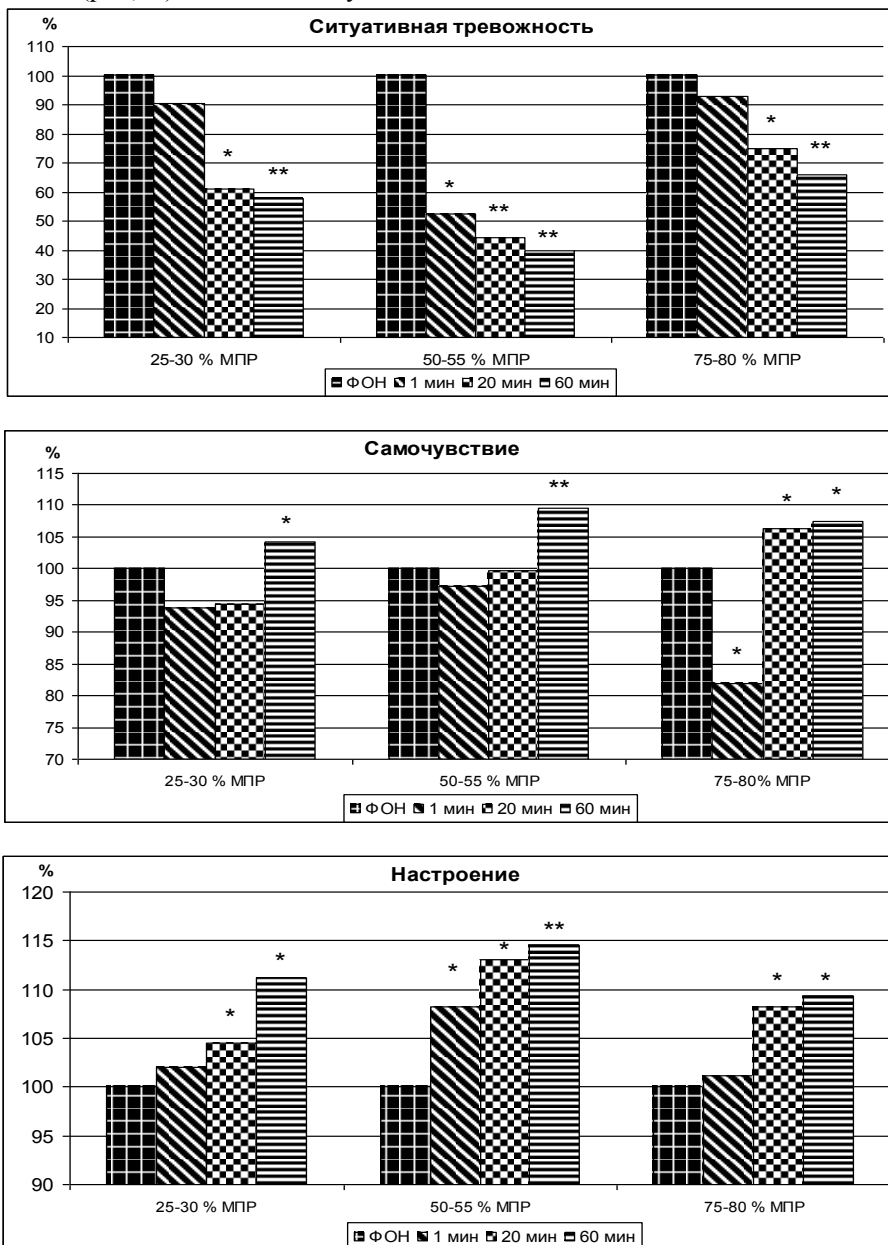 %
Ситуативная тревожность
110
100
90
80
70
60
50
40
30
20
10
* ** * ** ** * **
25-30 % МПР 50-55 % МПР 75-80 % МПР
ФОН 1 мин 20 мин 60 мин
%
Самочувствие
115
110
105
100
95
90
85
80
75
70
* ** * * *
25-30 % МПР 50-55 % МПР 75-80% МПР
ФОН 1 мин 20 мин 60 мин
%
Настроение
120
115
110
105
100
95
90
* * * * ** * *
25-30 % МПР 50-55 % МПР 75-80 % МПР
ФОН 1 мин 20 мин 60 мин